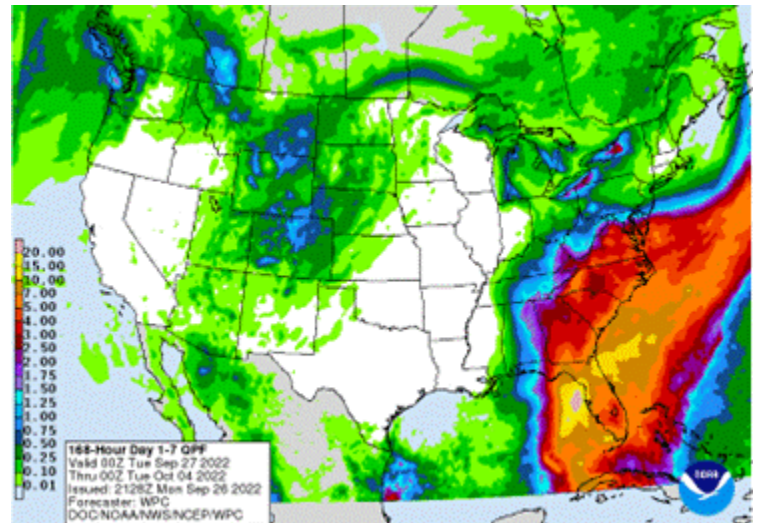 20.00
15.00
10.00
7.00
5.00
4.00
3.00
2.50
2.00
1.75
1.50
1.25
1.00
0.75
0.50
0.25
0.10
0.01
168-Hour Day 1-7 QPF
Valid 00Z Tue Sep 27 2022
Thru 00Z Tue Oct 04 2022
Issued: 2128Z Mon Sep 26 2022
Forecaster: WPC
DOC/NOAA/NWS/NCEP/WPC
NOAA